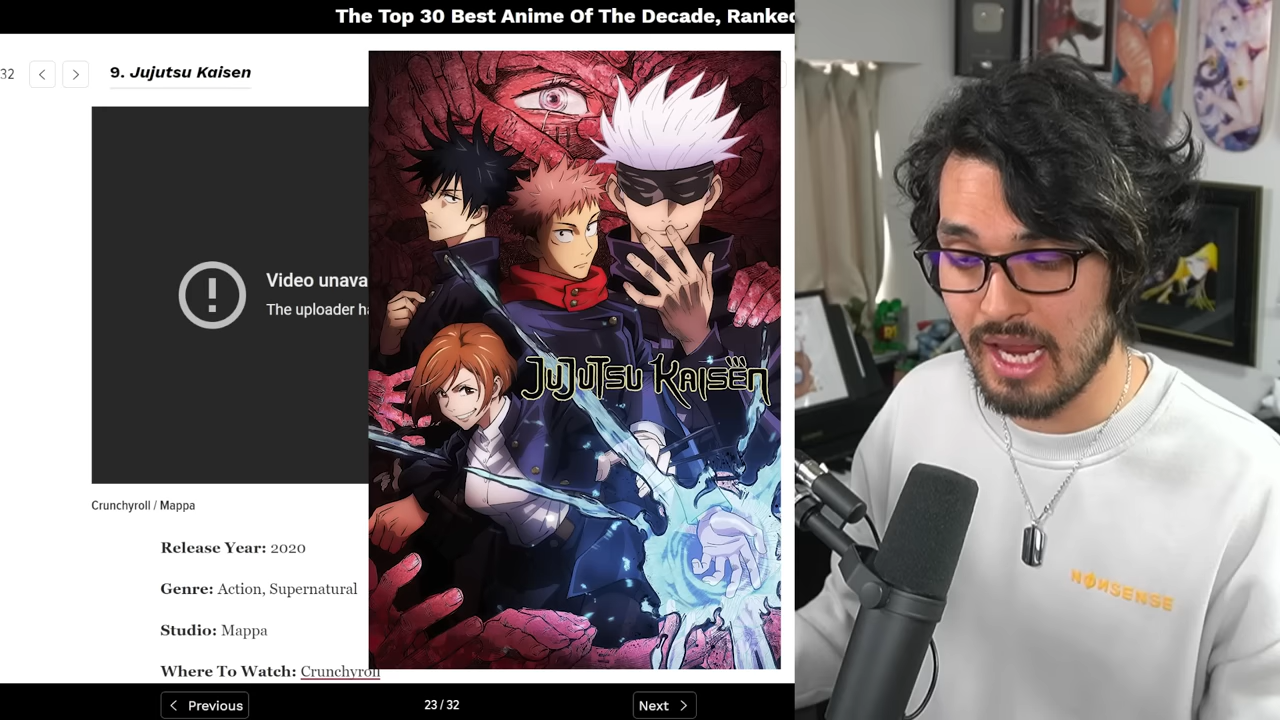 The Top 30 Best Anime Of The Decade, Ranked
32
9. Jujutsu Kaisen
Video unava
The uploader ha
JUJUTSU KAISEN
Crunchyroll / Mappa
Release Year: 2020
Genre: Action, Supernatural
Studio: Mappa
Where To Watch: Crunchyroll
NONSENSE
Previous
23 / 32
Next